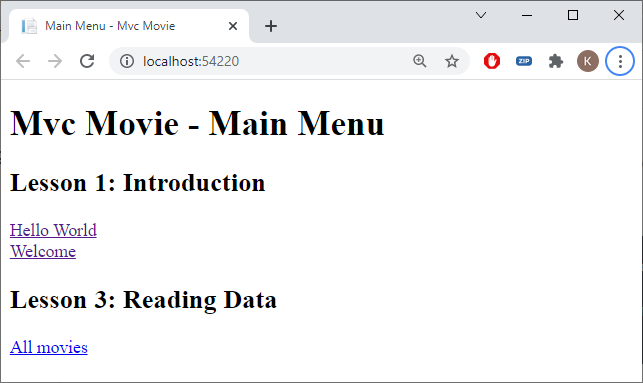 Main Menu - Mvc Movie
localhost:54220
ZIP
K
Mvc Movie - Main Menu
Lesson 1: Introduction
Hello World
Welcome
Lesson 3: Reading Data
All movies